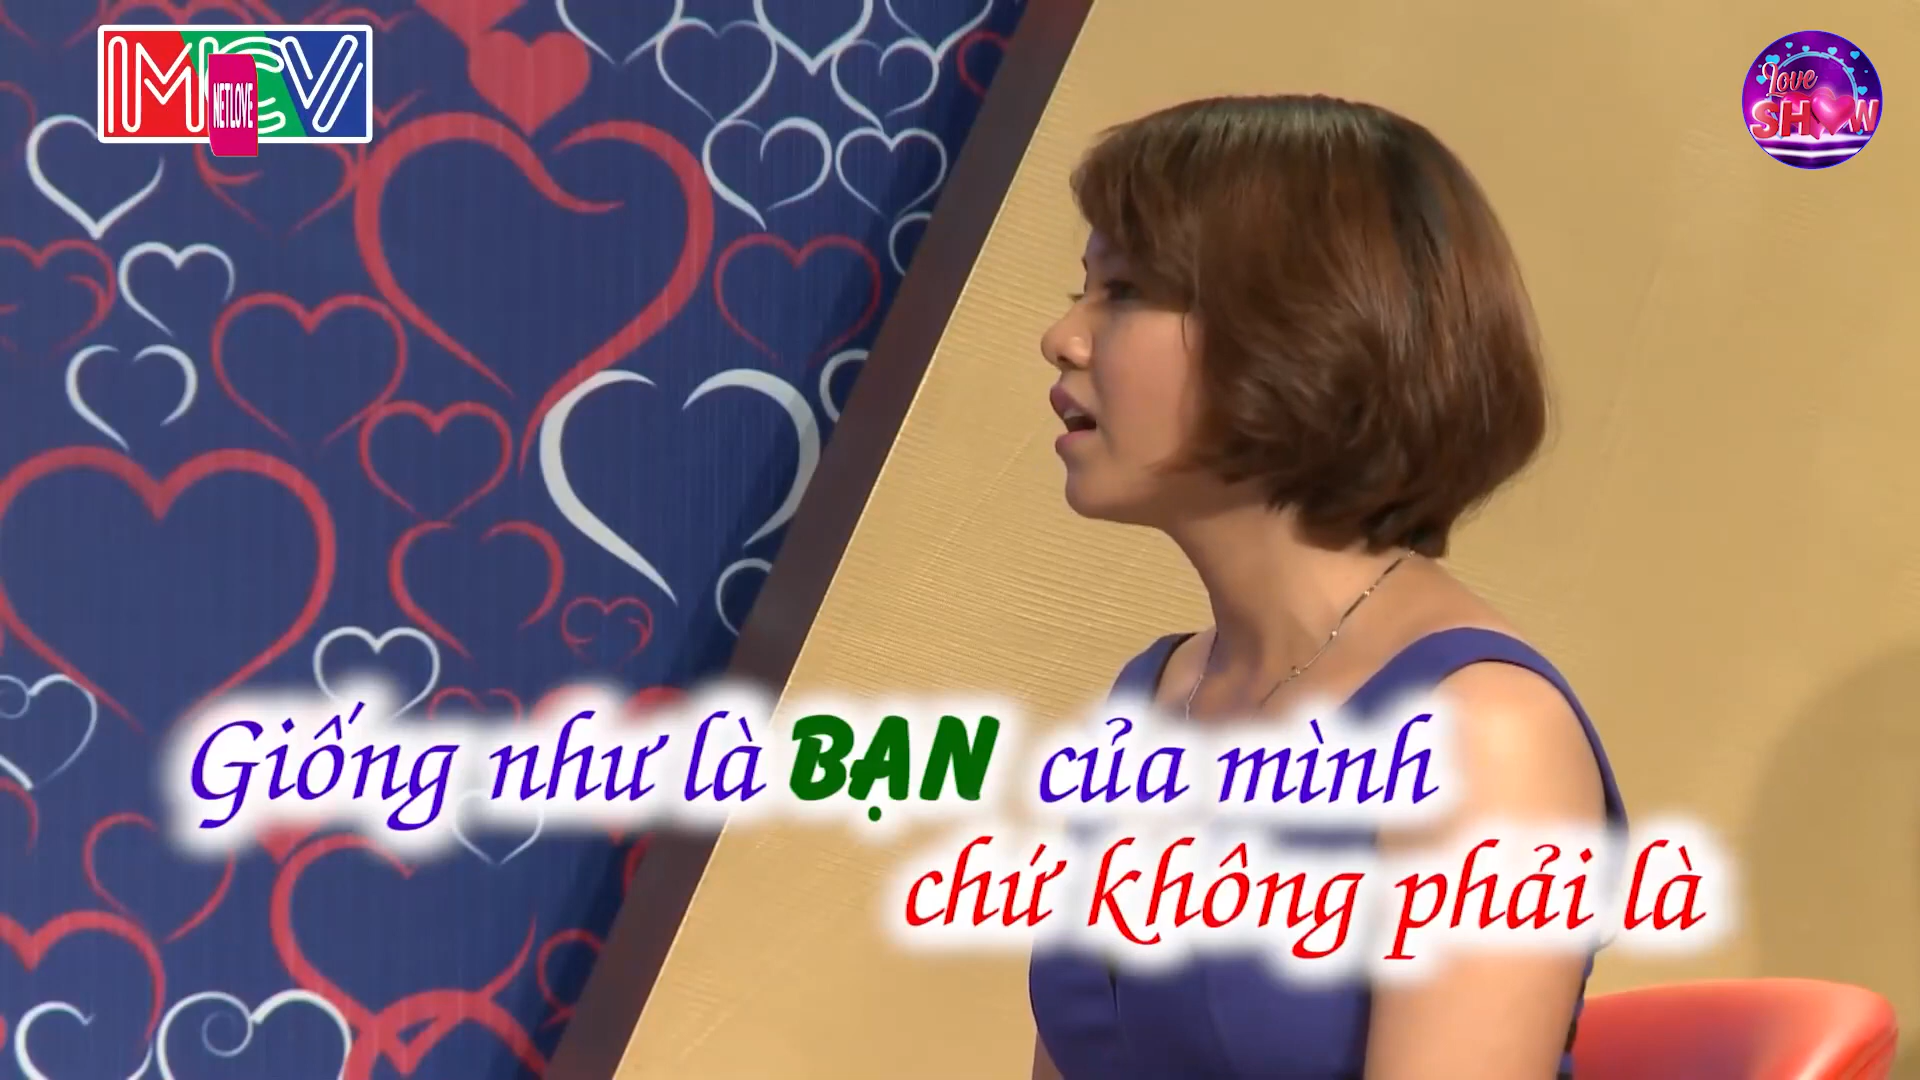 MCV
NETLOVE
Love
SHOW
Giống như là BẠN của mình
chứ không phải là